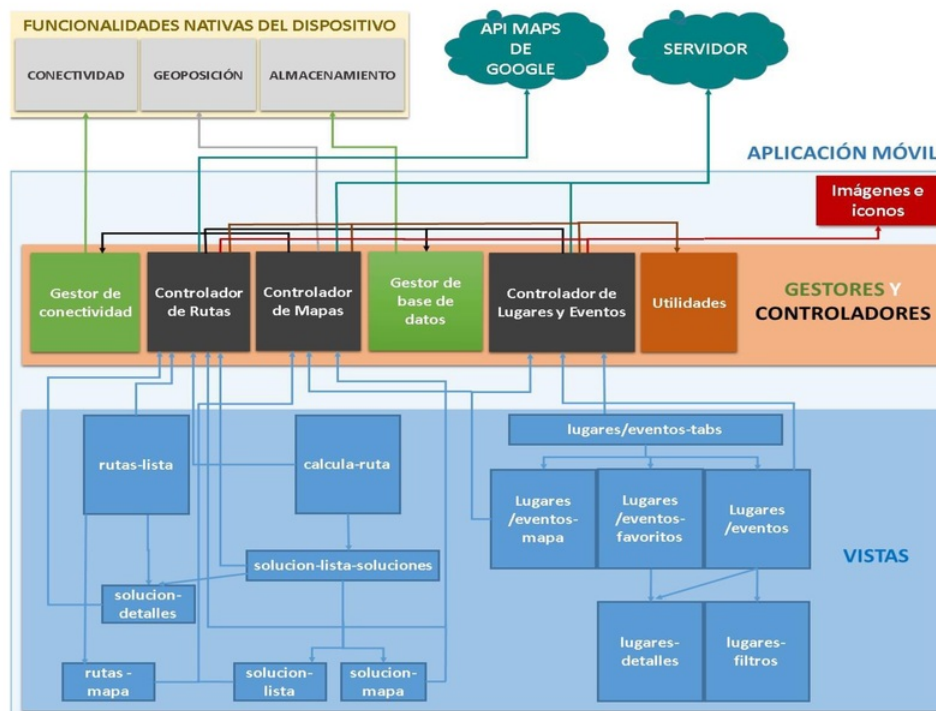 FUNCIONALIDADES NATIVAS DEL DISPOSITIVO
CONECTIVIDAD
GEOPOSICIÓN
ALMACENAMIENTO
API MAPS
DE
GOOGLE
SERVIDOR
APLICACIÓN MÓVIL
Imágenes e
iconos
Gestor de
conectividad
Controlador
de Rutas
Controlador
de Mapas
Gestor de
base de
datos
Controlador de
Lugares y Eventos
Utilidades
GESTORES Y
CONTROLADORES
rutas-lista
calcula-ruta
lugares/eventos-tabs
Lugares
/eventos-
mapa
Lugares
/eventos-
favoritos
Lugares
/eventos
VISTAS
solucion-lista-soluciones
solucion-
detalles
rutas -
mapa
solucion-
lista
solucion-
mapa
lugares-
detalles
lugares-
filtros